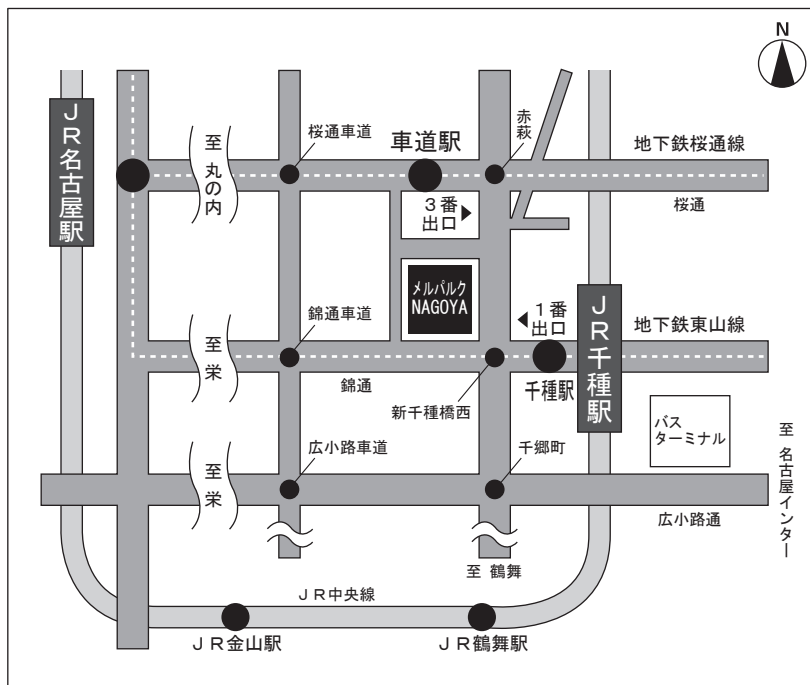 N
JR名古屋駅
至 丸の内
桜通車道
車道駅
赤萩
地下鉄桜通線
桜通
3番
出口
メルパルク
NAGOYA
1番
出口
JR千種駅
地下鉄東山線
至 栄
錦通車道
錦通
新千種橋西
千種駅
バス
ターミナル
至 名古屋インター
至 栄
広小路車道
千郷町
広小路通
至 鶴舞
JR中央線
JR金山駅
JR鶴舞駅